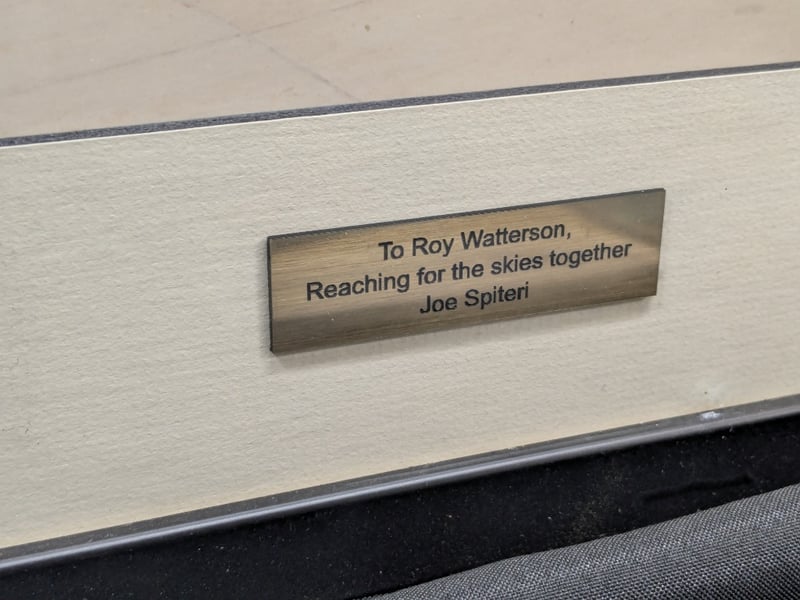 To Roy Watterson,
Reaching for the skies together
Joe Spiteri